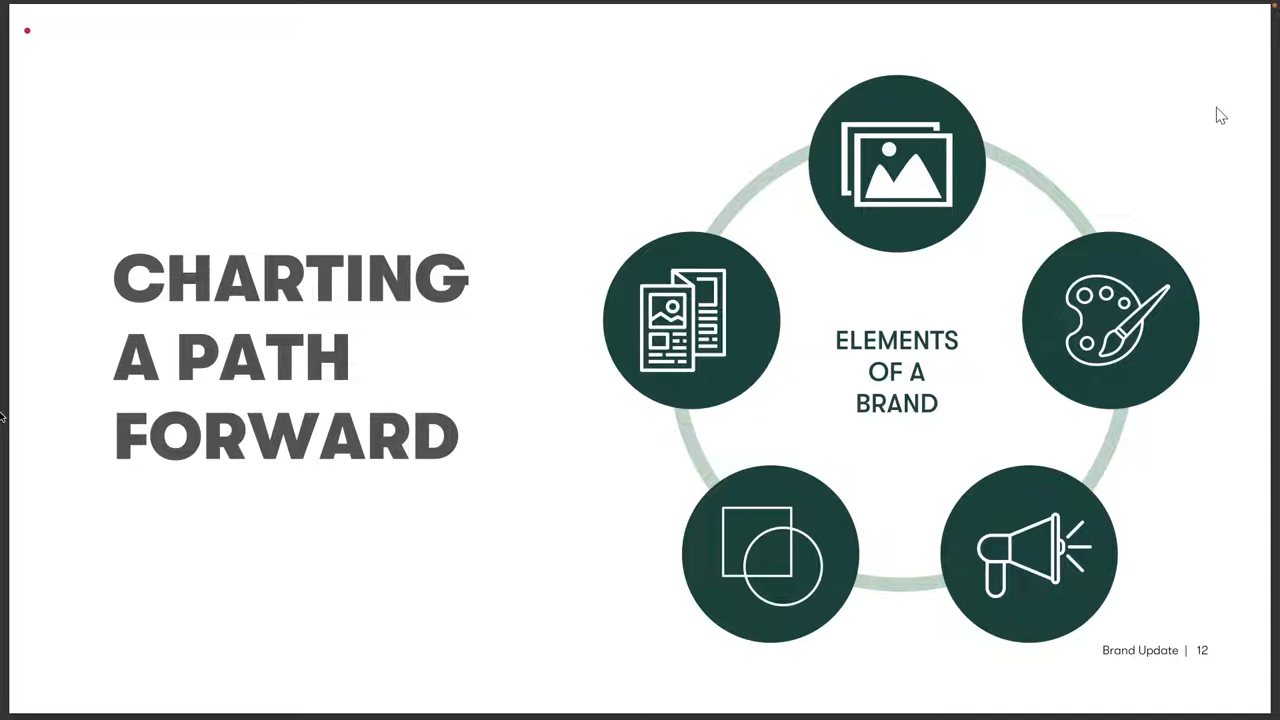 CHARTING
A PATH
FORWARD
ELEMENTS
OF A
BRAND
Brand Update | 12